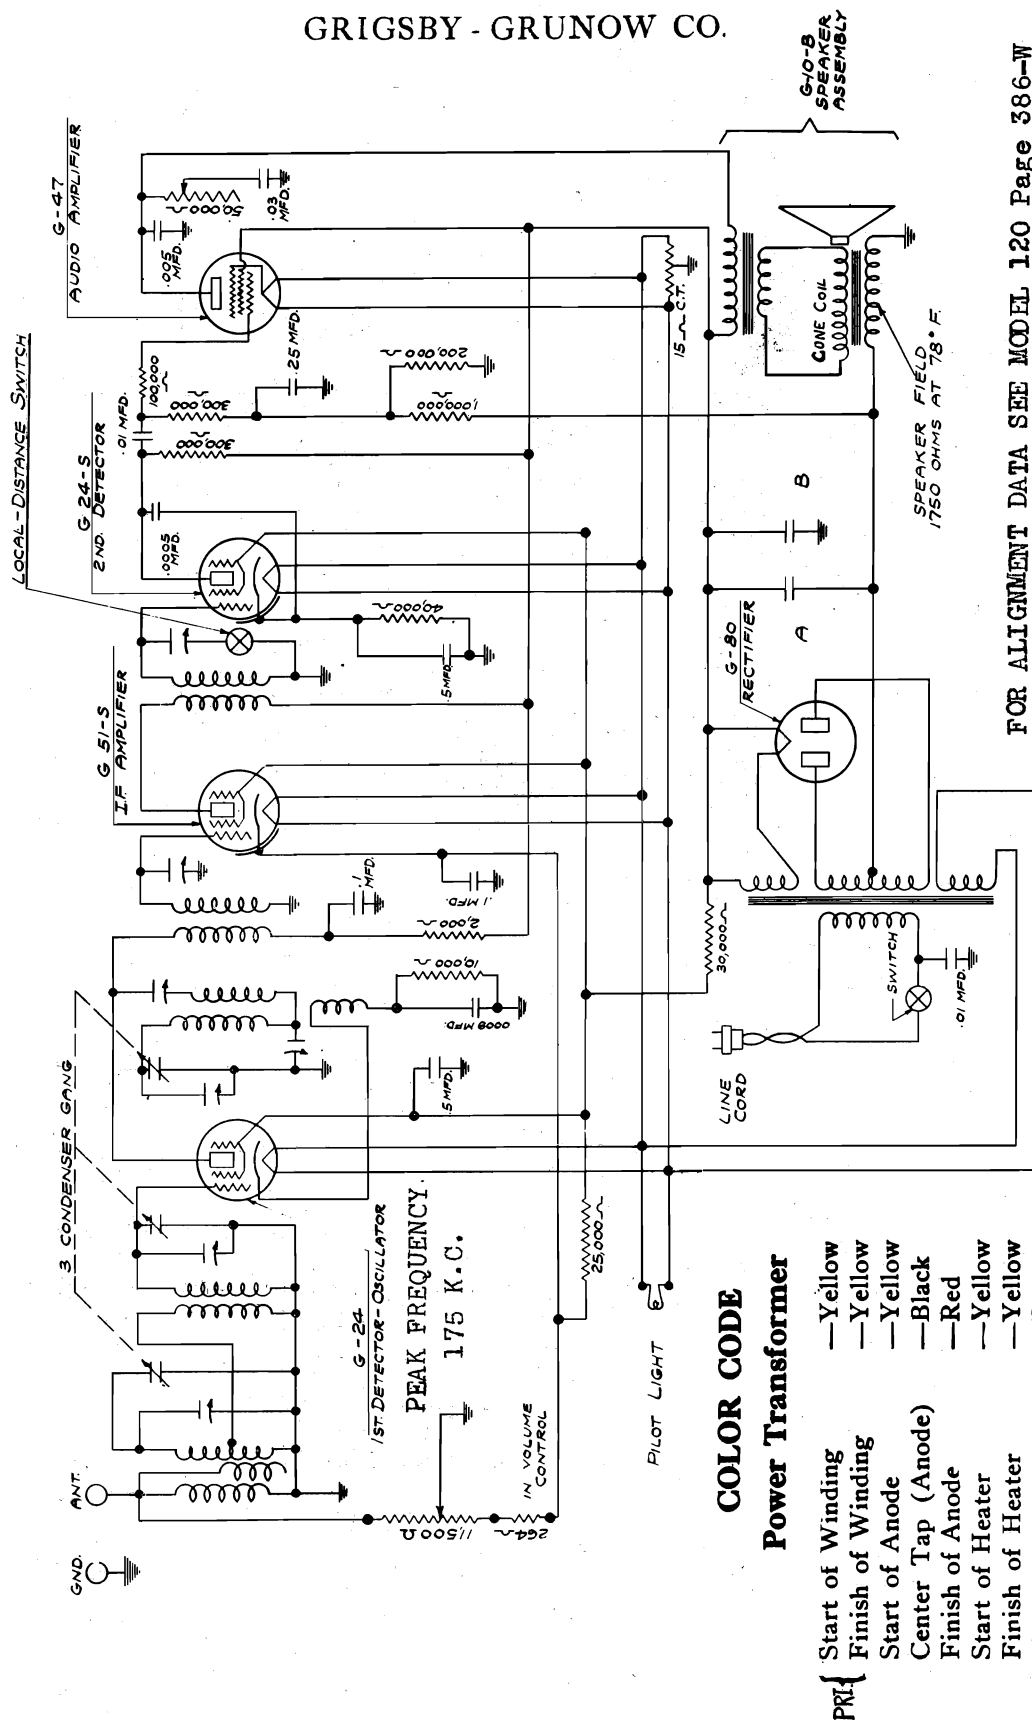 GRIGSBY - GRUNOW CO.
G-47
AUDIO AMPLIFIER
LOCAL-DISTANCE SWITCH
G 24-S
2ND. DETECTOR
G 51-S
I.F AMPLIFIER
3 CONDENSER GANG
ANT.
GND.
.005
MFD.
50,000
.03
MFD.
100,000
.01 MFD.
300,000
300,000
.25 MFD.
200,000
1,000,000
.0005
MFD.
40,000
.5 MFD.
.1
MFD.
.1 MFD.
2,000
10,000
.0008 MFD.
.5 MFD.
G-24
1ST. DETECTOR-OSCILLATOR
PEAK FREQUENCY.
175 K.C.
11,500 Ω
264
IN VOLUME
CONTROL
25,000
30,000
15 C.T.
G-10-B
SPEAKER
ASSEMBLY
CONE COIL
SPEAKER FIELD
1750 OHMS AT 78° F.
A
B
G-80
RECTIFIER
SWITCH
.01 MFD.
LINE
CORD
PILOT LIGHT
COLOR CODE
Power Transformer
PRI{ Start of Winding —Yellow
Finish of Winding —Yellow
Start of Anode —Yellow
Center Tap (Anode) —Black
Finish of Anode —Red
Start of Heater —Yellow
Finish of Heater —Yellow
FOR ALIGNMENT DATA SEE MODEL 120 Page 386-W